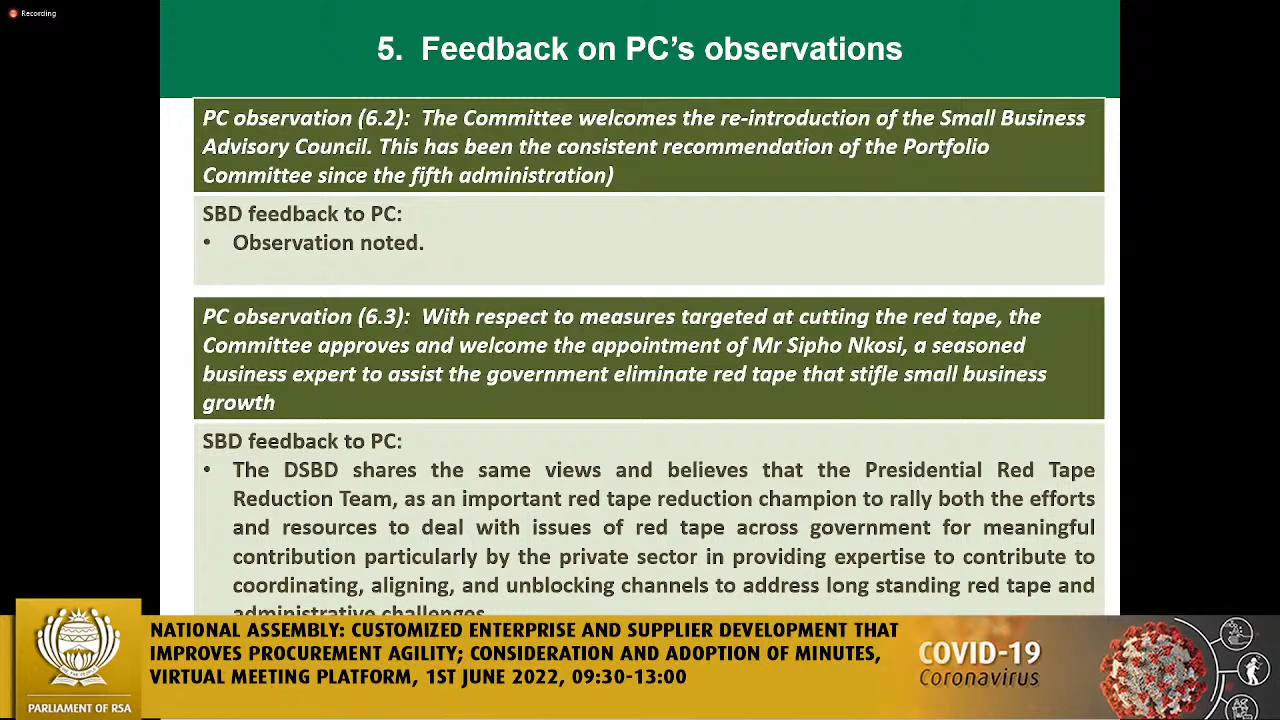 Recording
5. Feedback on PC's observations
PC observation (6.2): The Committee welcomes the re-introduction of the Small Business
Advisory Council. This has been the consistent recommendation of the Portfolio
Committee since the fifth administration)
SBD feedback to PC:
• Observation noted.
PC observation (6.3): With respect to measures targeted at cutting the red tape, the
Committee approves and welcome the appointment of Mr Sipho Nkosi, a seasoned
business expert to assist the government eliminate red tape that stifle small business
growth
SBD feedback to PC:
• The DSBD shares the same views and believes that the Presidential Red Tape
Reduction Team, as an important red tape reduction champion to rally both the efforts
and resources to deal with issues of red tape across government for meaningful
contribution particularly by the private sector in providing expertise to contribute to
coordinating, aligning, and unblocking channels to address long standing red tape and
administrative challenges.
NATIONAL ASSEMBLY: CUSTOMIZED ENTERPRISE AND SUPPLIER DEVELOPMENT THAT
IMPROVES PROCUREMENT AGILITY; CONSIDERATION AND ADOPTION OF MINUTES,
VIRTUAL MEETING PLATFORM, 1ST JUNE 2022, 09:30-13:00
PARLIAMENT OF RSA
COVID-19
Coronavirus